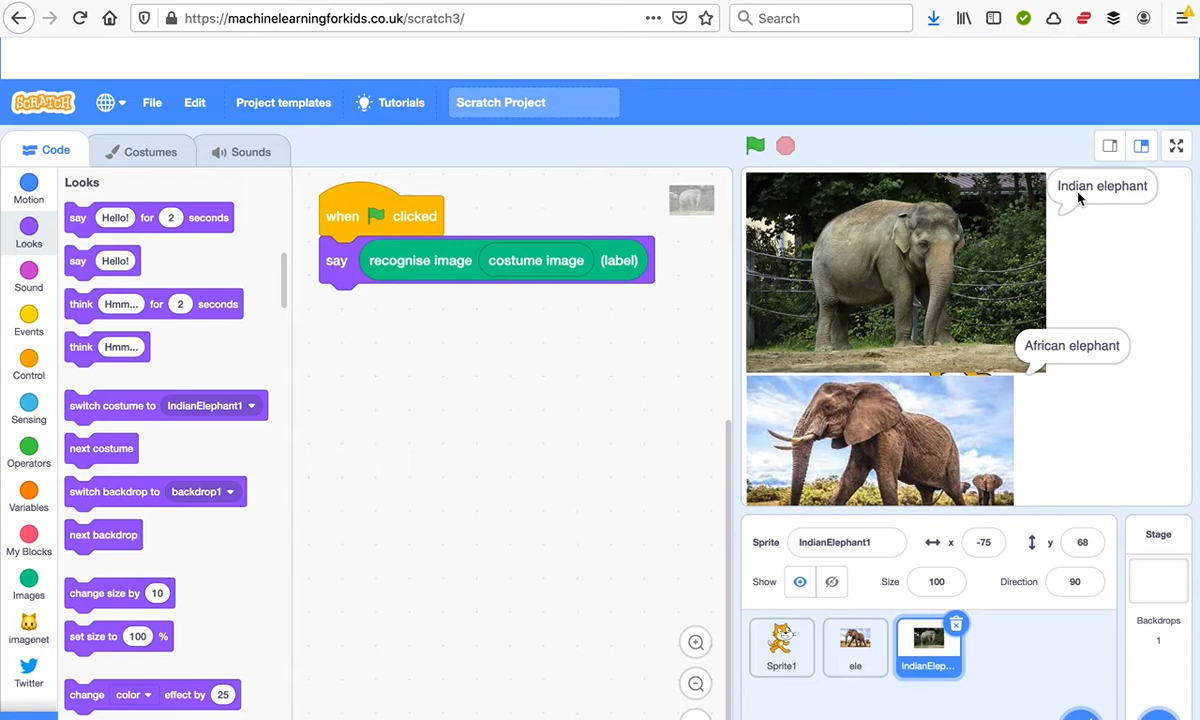 https://machinelearningforkids.co.uk/scratch3/
Search
SCRATCH
File
Edit
Project templates
Tutorials
Scratch Project
Code
Costumes
Sounds
Motion
Looks
Sound
Events
Control
Sensing
Operators
Variables
My Blocks
Images
imagenet
Twitter
Looks
say Hello! for 2 seconds
say Hello!
think Hmm... for 2 seconds
think Hmm...
switch costume to IndianElephant1
next costume
switch backdrop to backdrop1
next backdrop
change size by 10
set size to 100 %
change color effect by 25
when clicked
say recognise image costume image (label)
Indian elephant
African elephant
Sprite IndianElephant1 x -75 y 68
Show Size 100 Direction 90
Sprite1
ele
IndianElep...
Stage
Backdrops
1